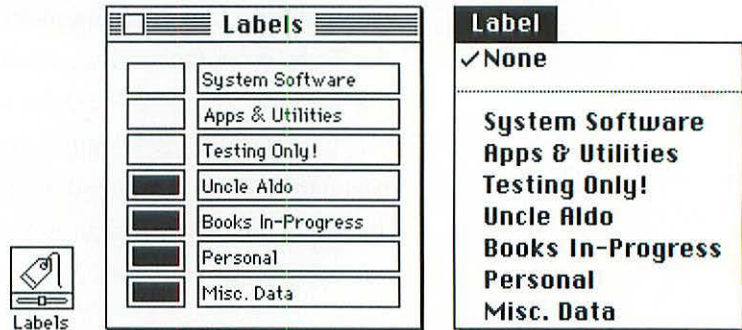 Labels
System Software
Apps & Utilities
Testing Only!
Uncle Aldo
Books In-Progress
Personal
Misc. Data
Labels
Label
✓None
System Software
Apps & Utilities
Testing Only!
Uncle Aldo
Books In-Progress
Personal
Misc. Data